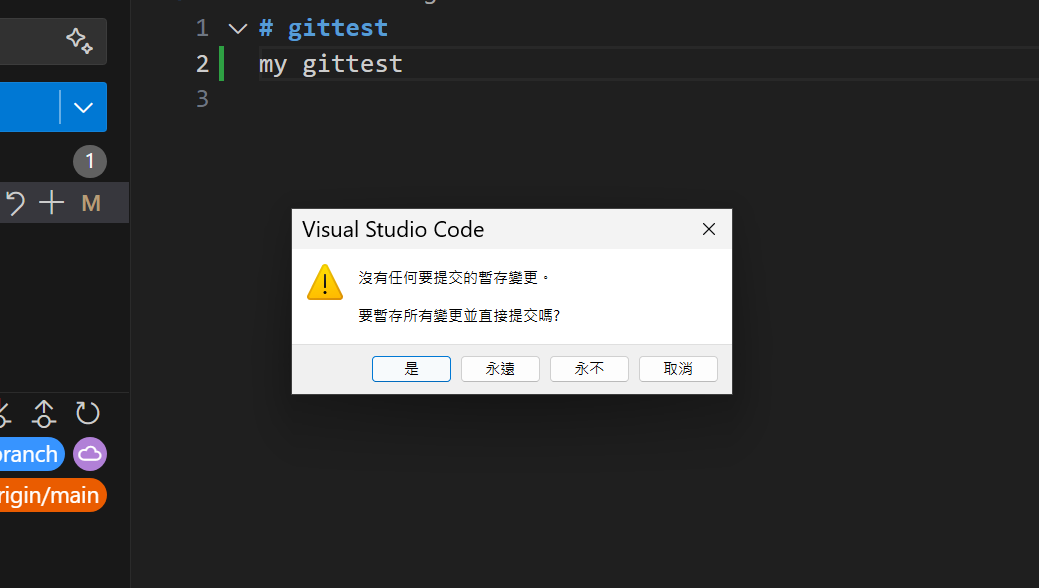 1 # gittest
2 my gittest
3
1
M
Visual Studio Code
沒有任何要提交的暫存變更。
要暫存所有變更並直接提交嗎?
是 永遠 永不 取消
branch
rigin/main